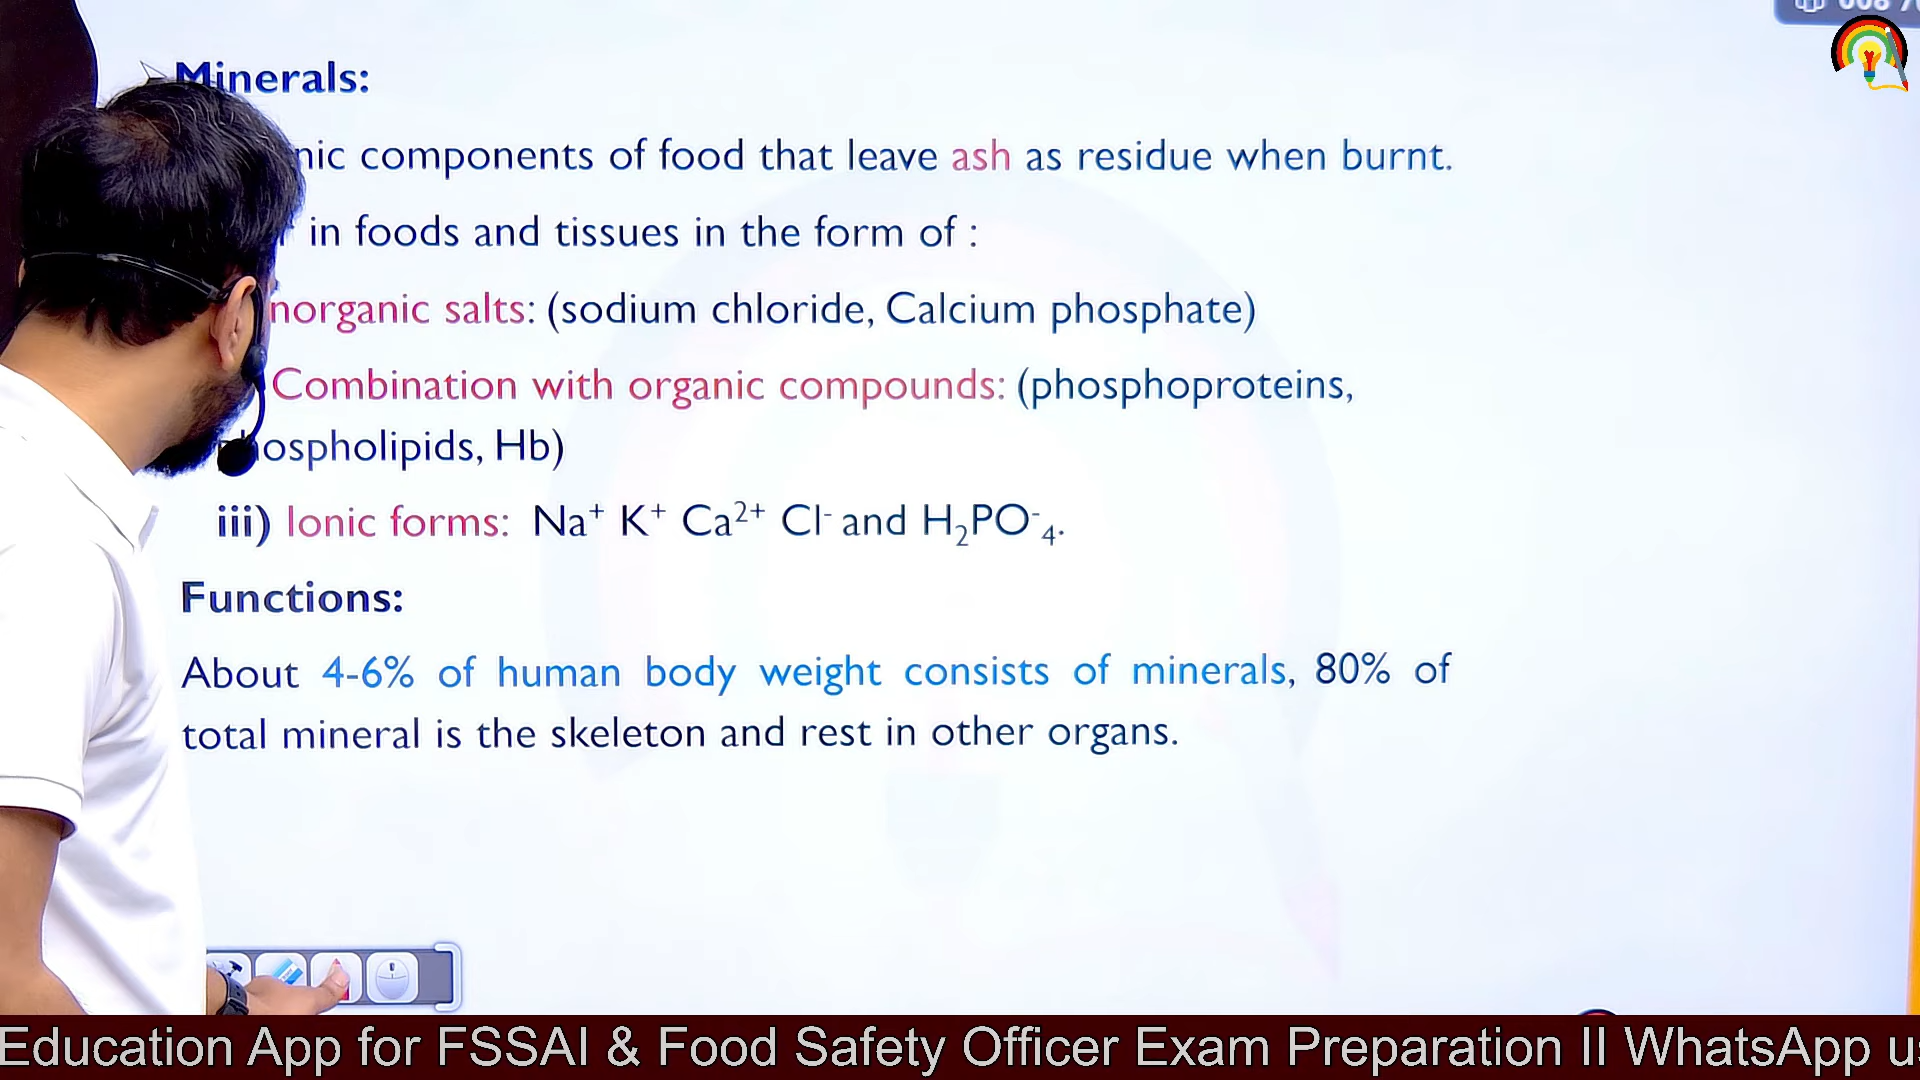 Minerals:
components of food that leave ash as residue when burnt.
in foods and tissues in the form of :
salts: (sodium chloride, Calcium phosphate)
Combination with organic compounds: (phosphoproteins,
Hb)
iii) Ionic forms: Na⁺ K⁺ Ca²⁺ Cl⁻ and H₂PO⁻₄.
Functions:
About 4-6% of human body weight consists of minerals, 80% of
total mineral is the skeleton and rest in other organs.
Education App for FSSAI & Food Safety Officer Exam Preparation II WhatsApp